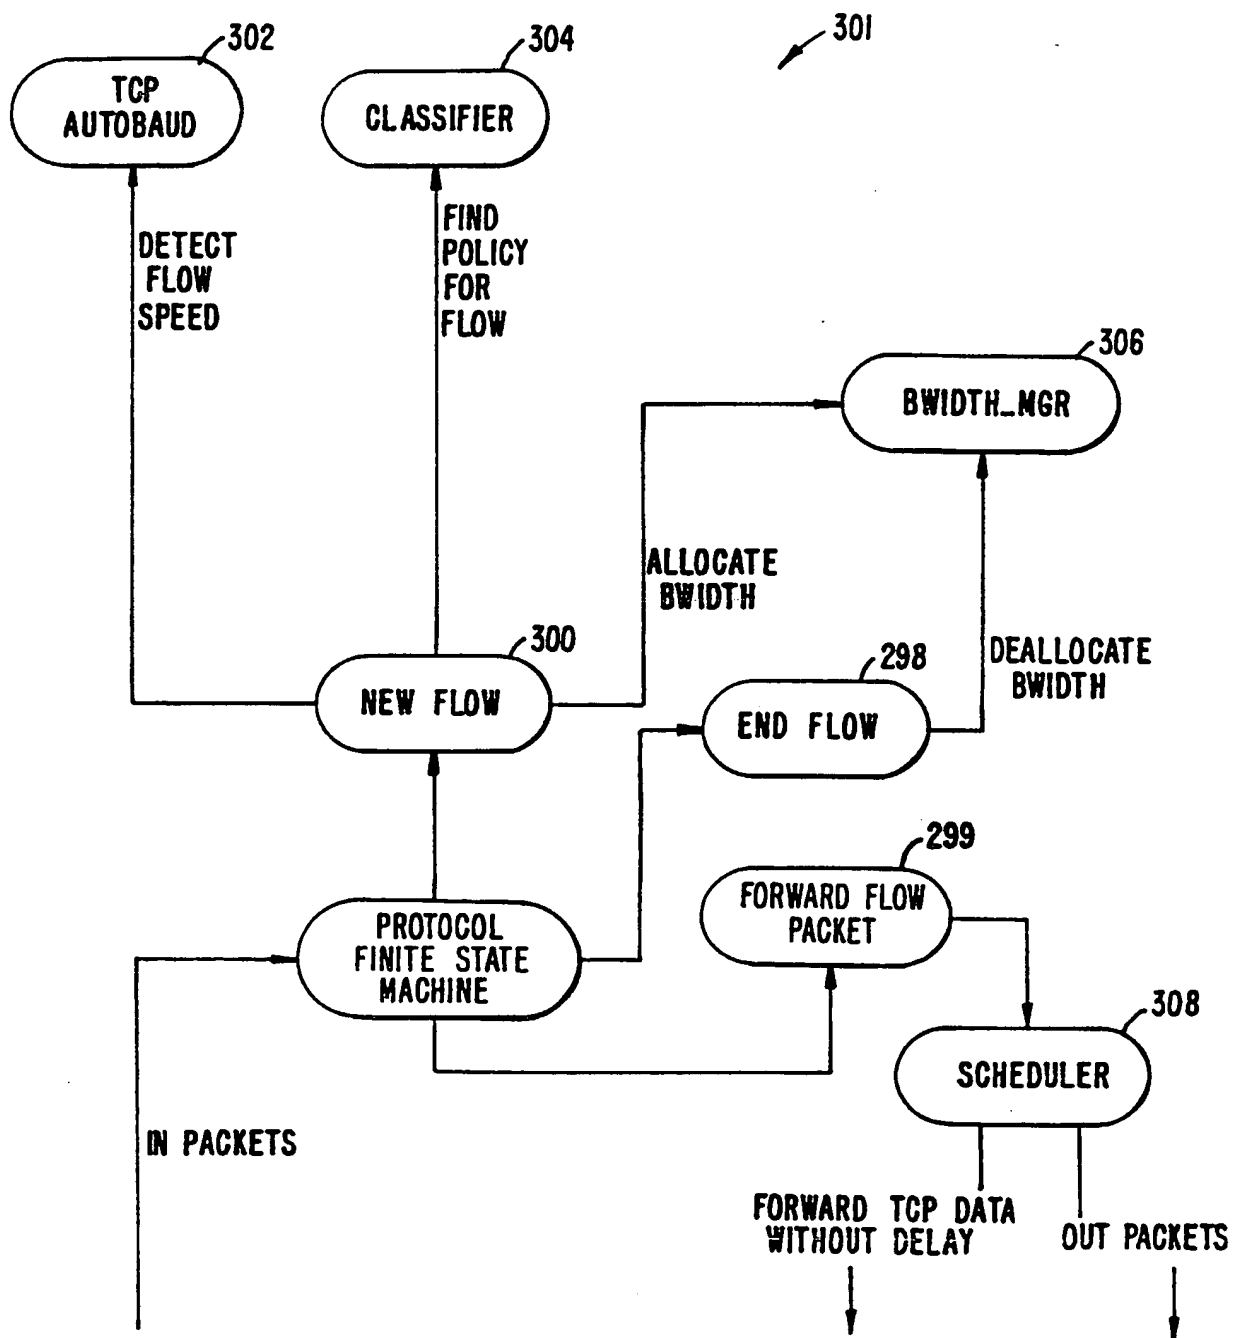 302
304
301
TCP
AUTOBAUD
CLASSIFIER
DETECT
FLOW
SPEED
FIND
POLICY
FOR
FLOW
306
BWIDTH_MGR
ALLOCATE
BWIDTH
300
NEW FLOW
298
END FLOW
DEALLOCATE
BWIDTH
299
FORWARD FLOW
PACKET
PROTOCOL
FINITE STATE
MACHINE
308
SCHEDULER
IN PACKETS
FORWARD TCP DATA
WITHOUT DELAY
OUT PACKETS